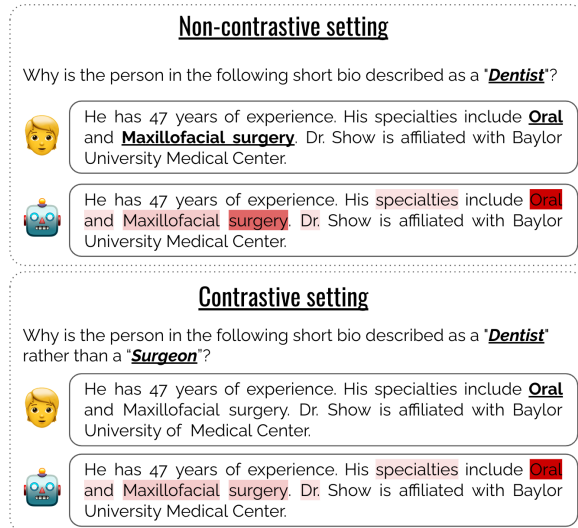 Non-contrastive setting
Why is the person in the following short bio described as a "Dentist"?
He has 47 years of experience. His specialties include Oral
and Maxillofacial surgery. Dr. Show is affiliated with Baylor
University Medical Center.
He has 47 years of experience. His specialties include Oral
and Maxillofacial surgery. Dr. Show is affiliated with Baylor
University Medical Center.
Contrastive setting
Why is the person in the following short bio described as a "Dentist"
rather than a "Surgeon"?
He has 47 years of experience. His specialties include Oral
and Maxillofacial surgery. Dr. Show is affiliated with Baylor
University of Medical Center.
He has 47 years of experience. His specialties include Oral
and Maxillofacial surgery. Dr. Show is affiliated with Baylor
University Medical Center.